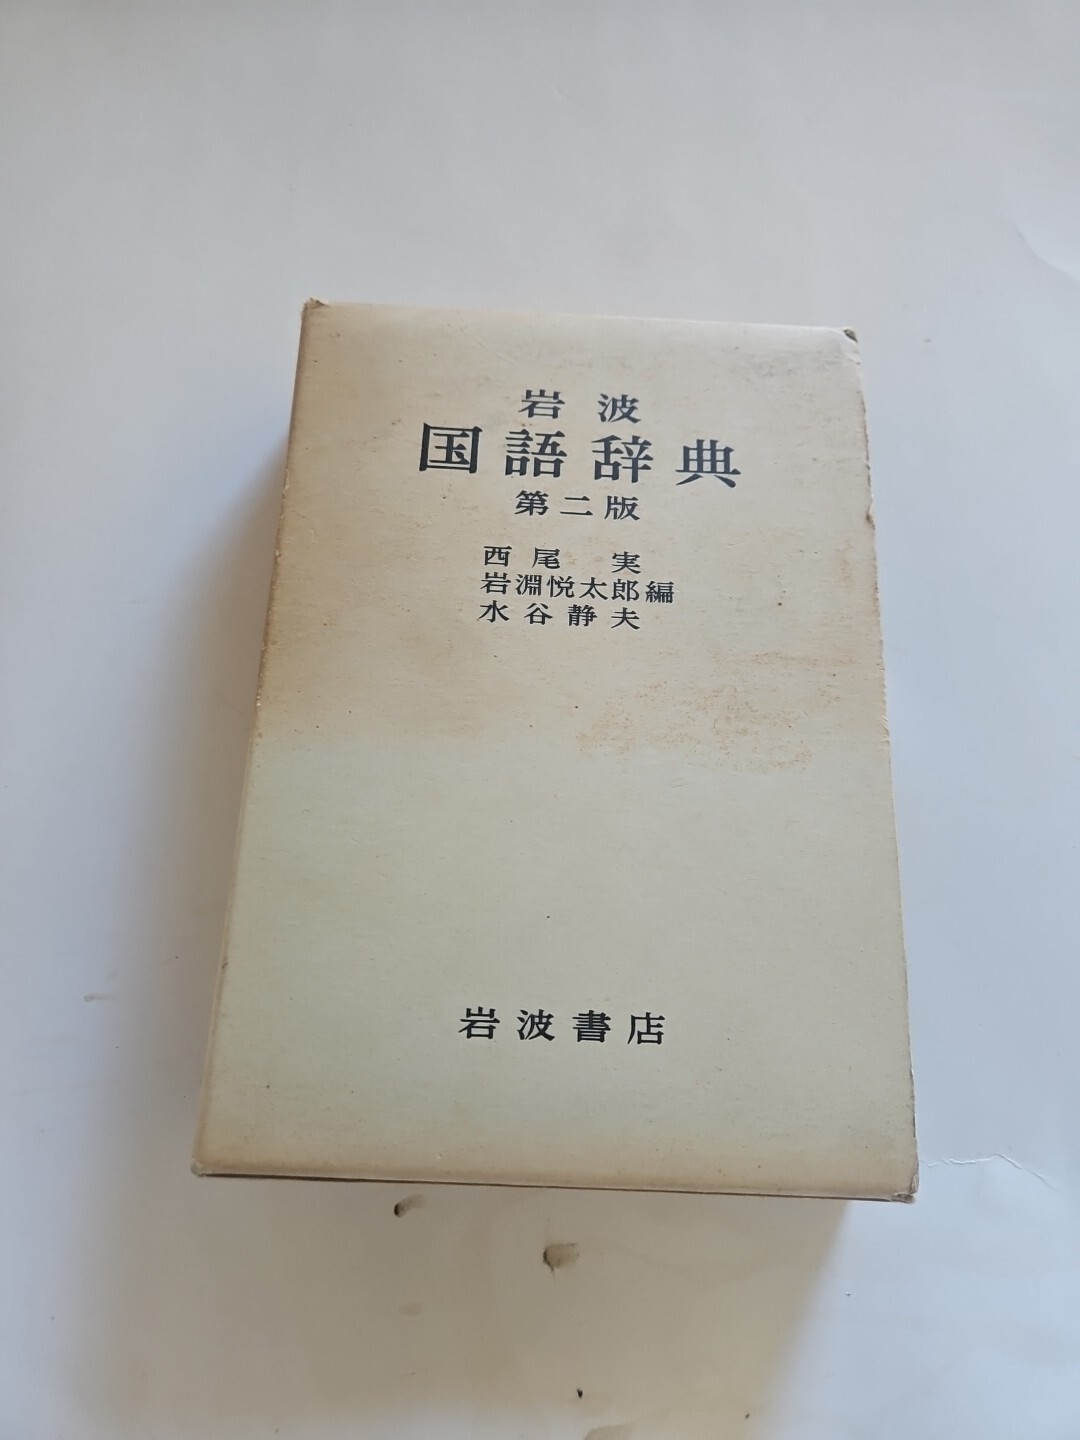 岩波
国語辞典
第二版
西尾 実
岩淵悦太郎編
水谷静夫
岩波書店